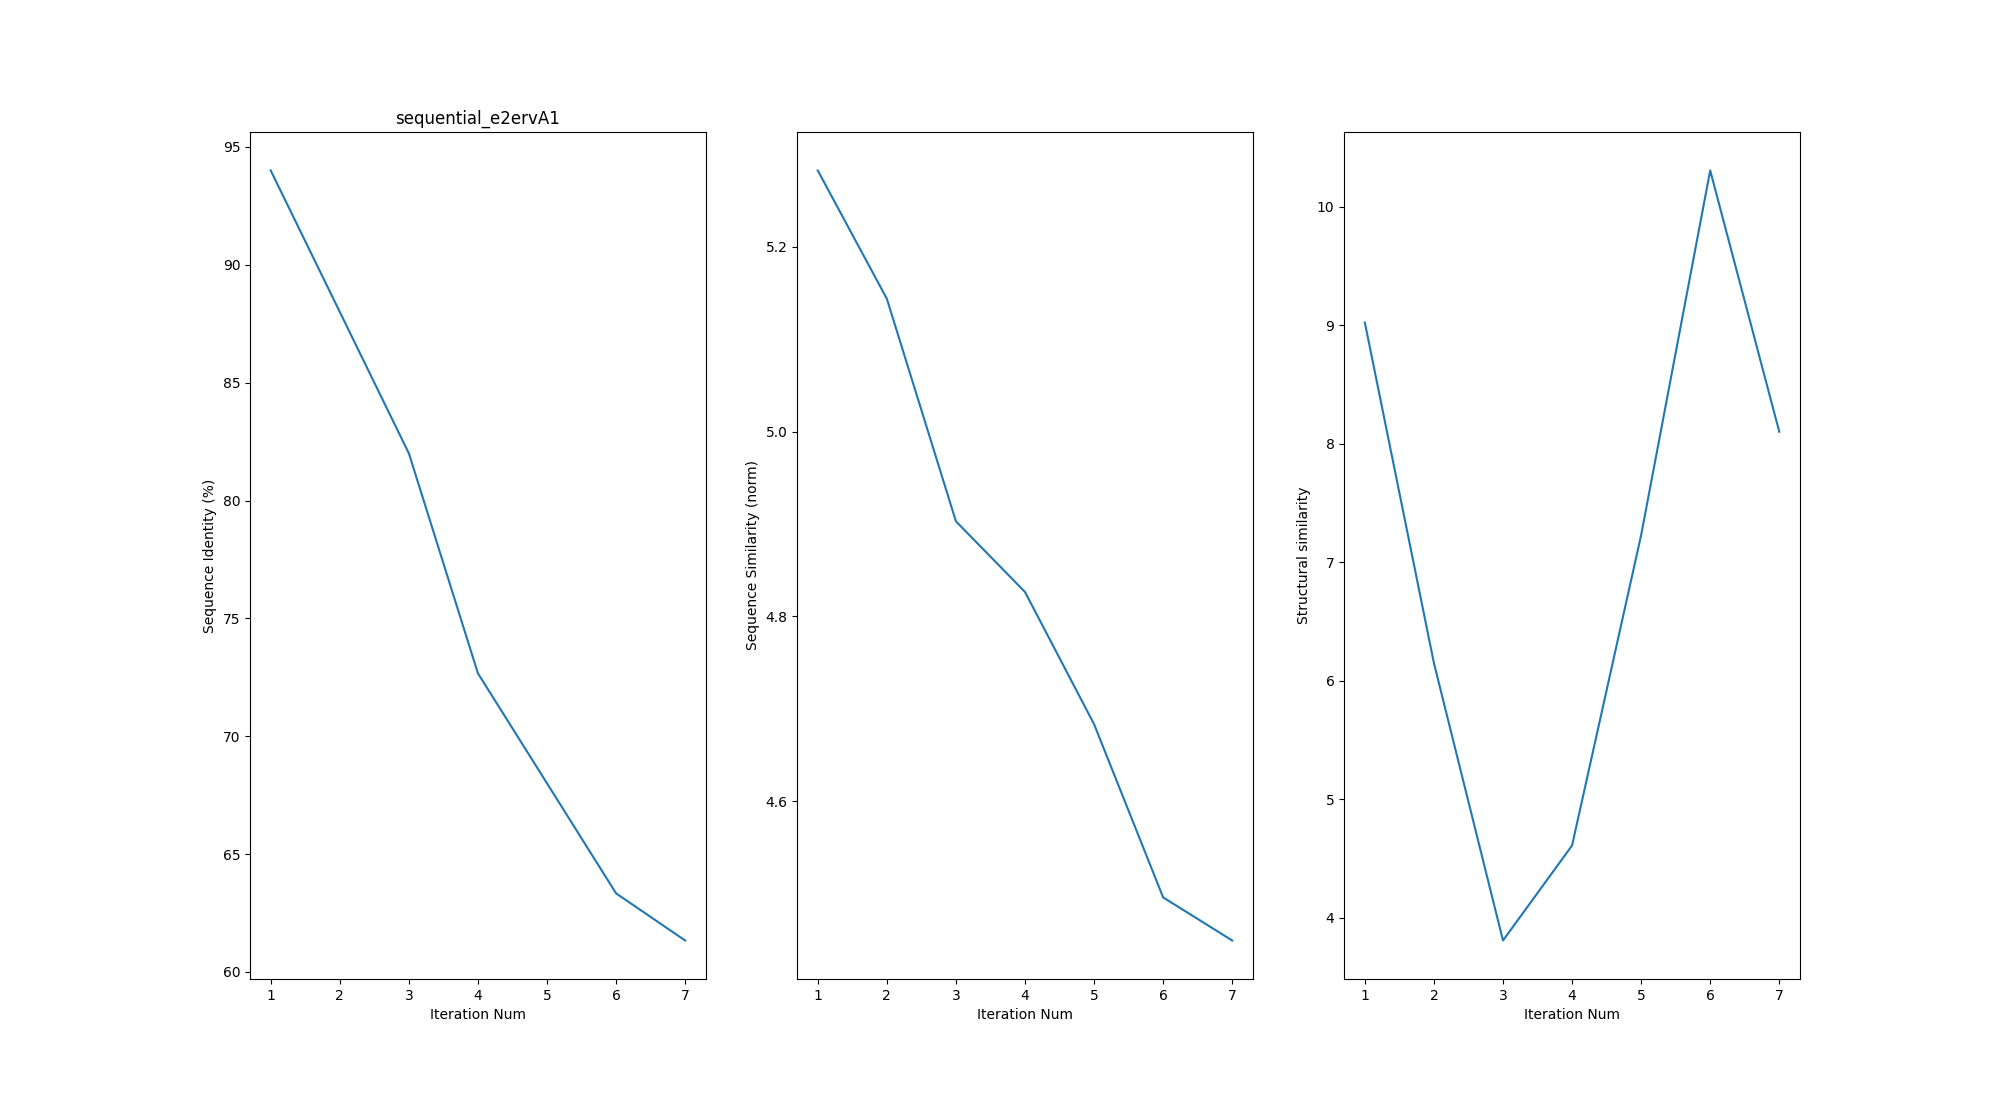 sequential_e2ervA1
Sequence Identity (%)
95
90
85
80
75
70
65
60
1 2 3 4 5 6 7
Iteration Num
Sequence Similarity (norm)
5.2
5.0
4.8
4.6
1 2 3 4 5 6 7
Iteration Num
Structural similarity
10
9
8
7
6
5
4
1 2 3 4 5 6 7
Iteration Num